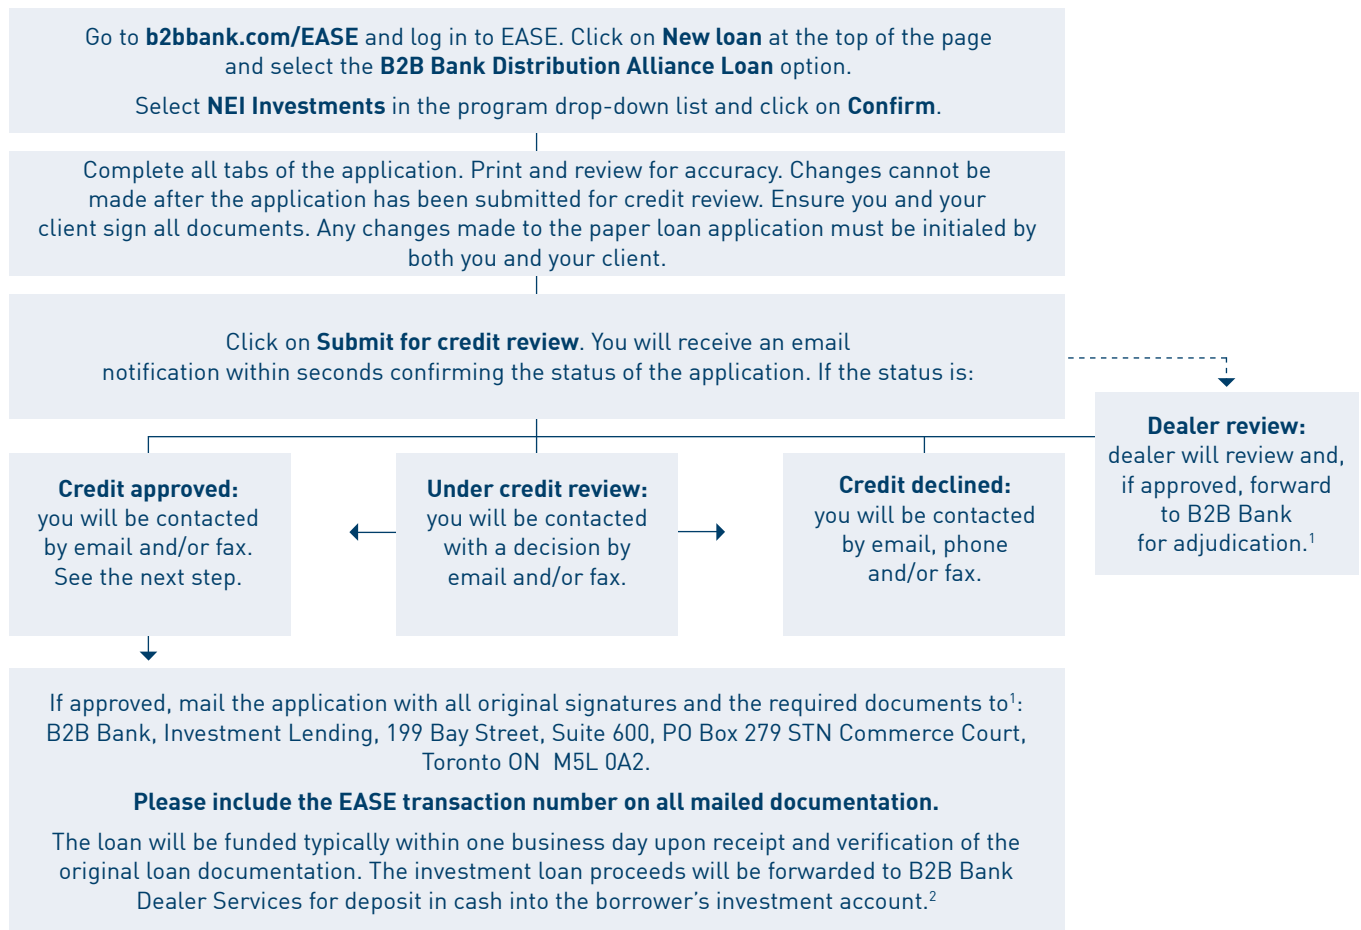 Go to b2bbank.com/EASE and log in to EASE. Click on New loan at the top of the page
and select the B2B Bank Distribution Alliance Loan option.
Select NEI Investments in the program drop-down list and click on Confirm.
Complete all tabs of the application. Print and review for accuracy. Changes cannot be
made after the application has been submitted for credit review. Ensure you and your
client sign all documents. Any changes made to the paper loan application must be initialed by
both you and your client.
Click on Submit for credit review. You will receive an email
notification within seconds confirming the status of the application. If the status is:
Credit approved:
you will be contacted
by email and/or fax.
See the next step.
Under credit review:
you will be contacted
with a decision by
email and/or fax.
Credit declined:
you will be contacted
by email, phone
and/or fax.
Dealer review:
dealer will review and,
if approved, forward
to B2B Bank
for adjudication.1
If approved, mail the application with all original signatures and the required documents to1:
B2B Bank, Investment Lending, 199 Bay Street, Suite 600, PO Box 279 STN Commerce Court,
Toronto ON  M5L 0A2.
Please include the EASE transaction number on all mailed documentation.
The loan will be funded typically within one business day upon receipt and verification of the
original loan documentation. The investment loan proceeds will be forwarded to B2B Bank
Dealer Services for deposit in cash into the borrower's investment account.2